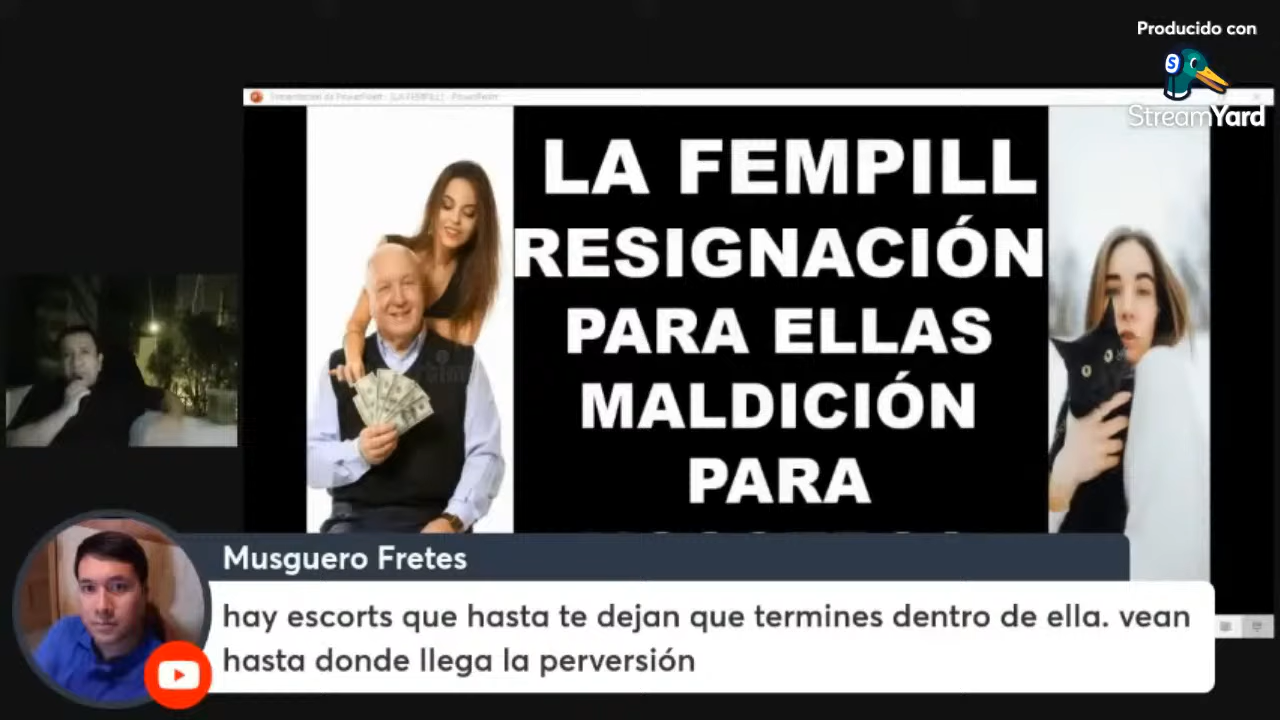 Producido con
StreamYard
LA FEMPILL
RESIGNACIÓN
PARA ELLAS
MALDICIÓN
PARA
Musguero Fretes
hay escorts que hasta te dejan que termines dentro de ella. vean
hasta donde llega la perversión